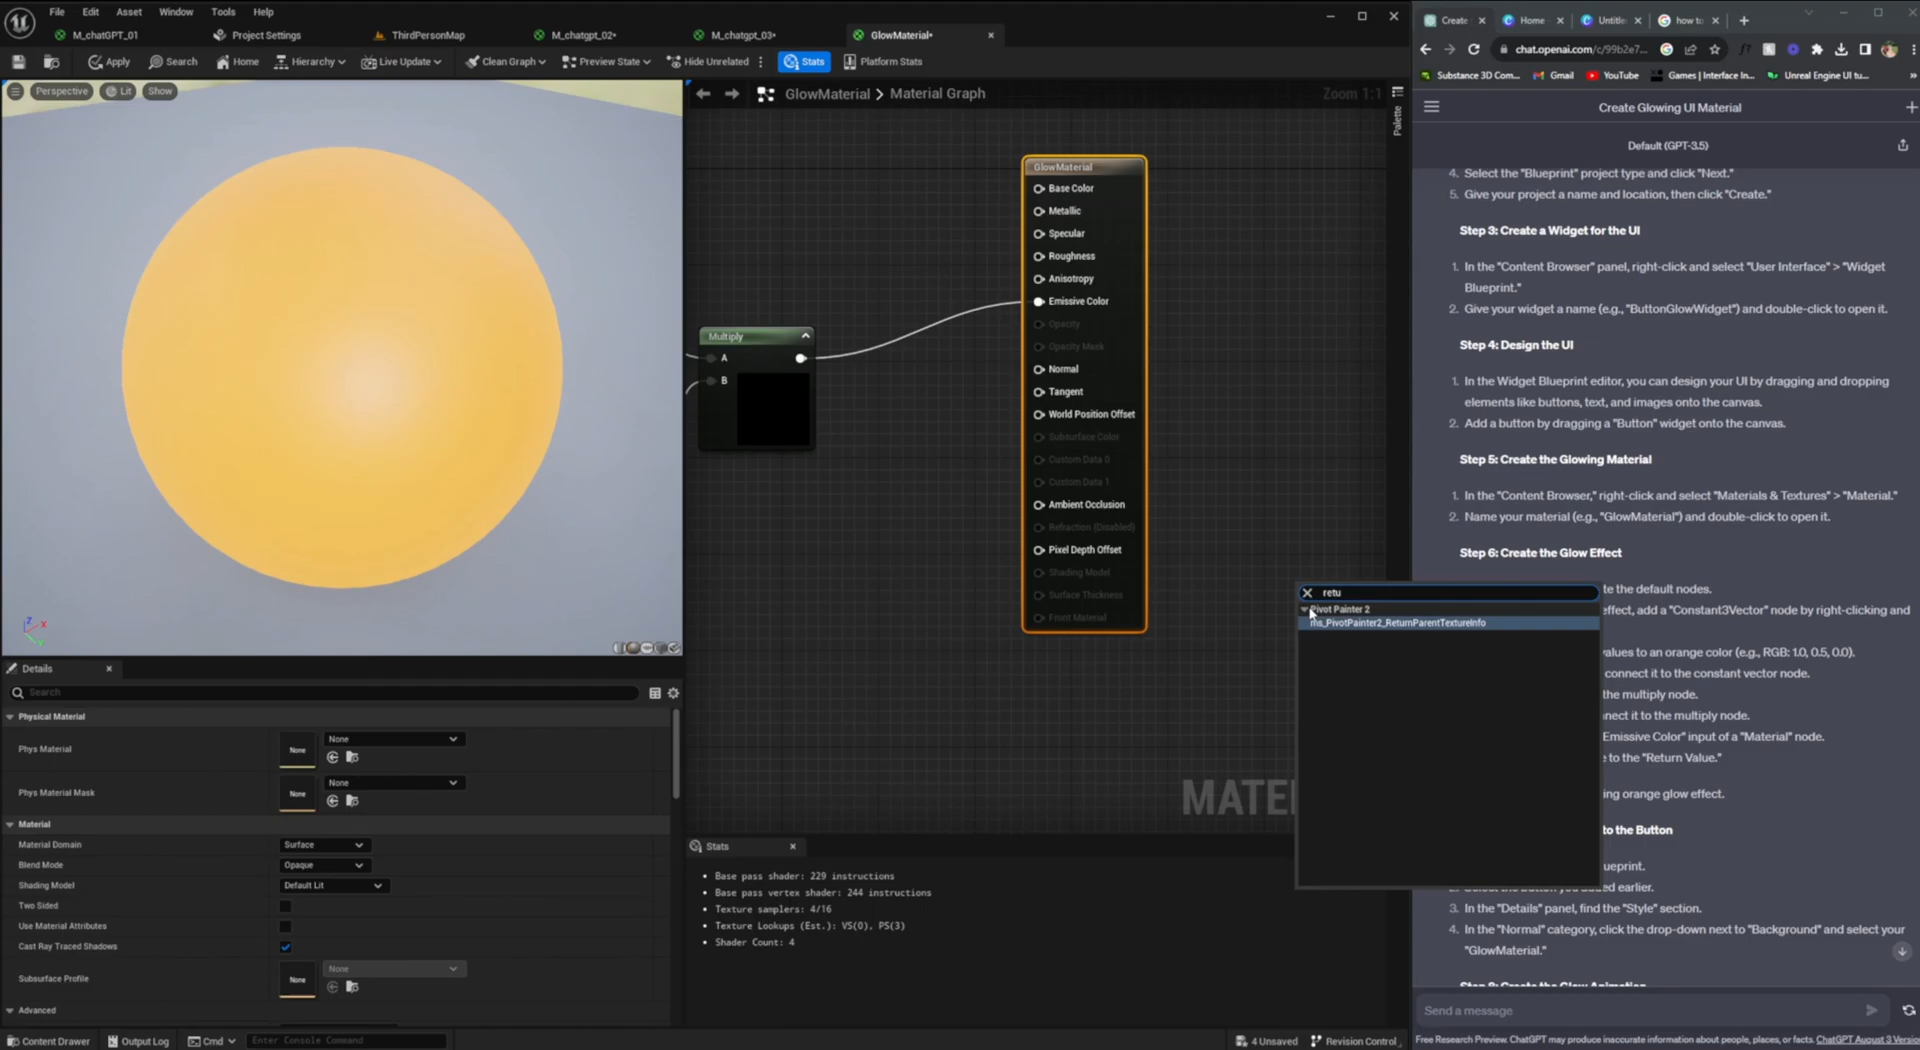 File Edit Asset Window Tools Help
M_chatGPT_01 Project Settings ThirdPersonMap M_chatgpt_02* M_chatgpt_03* GlowMaterial*
Apply Search Home Hierarchy Live Update Clean Graph Preview State Hide Unrelated Stats Platform Stats
Perspective Lit Show
GlowMaterial > Material Graph Zoom 1:1
Palette
GlowMaterial
Base Color
Metallic
Specular
Roughness
Anisotropy
Emissive Color
Opacity
Opacity Mask
Normal
Tangent
World Position Offset
Subsurface Color
Custom Data 0
Custom Data 1
Ambient Occlusion
Refraction (Disabled)
Pixel Depth Offset
Shading Model
Surface Thickness
Front Material
Multiply
A
B
retu
Pivot Painter 2
ms_PivotPainter2_ReturnParentTextureInfo
MATE
Z X Y
Details
Search
Physical Material
Phys Material None None
Phys Material Mask None None
Material
Material Domain Surface
Blend Mode Opaque
Shading Model Default Lit
Two Sided
Use Material Attributes
Cast Ray Traced Shadows
Subsurface Profile None None
Advanced
Stats
Base pass shader: 229 instructions
Base pass vertex shader: 244 instructions
Texture samplers: 4/16
Texture Lookups (Est.): VS(0), PS(3)
Shader Count: 4
Content Drawer Output Log Cmd Enter Console Command 4 Unsaved Revision Control
Create Home Untitle how to
chat.openai.com/c/99b2e7...
Substance 3D Com... Gmail YouTube Games | Interface In... Unreal Engine UI tu...
Create Glowing UI Material
Default (GPT-3.5)
4. Select the "Blueprint" project type and click "Next."
5. Give your project a name and location, then click "Create."
Step 3: Create a Widget for the UI
1. In the "Content Browser" panel, right-click and select "User Interface" > "Widget
Blueprint."
2. Give your widget a name (e.g., "ButtonGlowWidget") and double-click to open it.
Step 4: Design the UI
1. In the Widget Blueprint editor, you can design your UI by dragging and dropping
elements like buttons, text, and images onto the canvas.
2. Add a button by dragging a "Button" widget onto the canvas.
Step 5: Create the Glowing Material
1. In the "Content Browser," right-click and select "Materials & Textures" > "Material."
2. Name your material (e.g., "GlowMaterial") and double-click to open it.
Step 6: Create the Glow Effect
te the default nodes.
effect, add a "Constant3Vector" node by right-clicking and
values to an orange color (e.g., RGB: 1.0, 0.5, 0.0).
connect it to the constant vector node.
the multiply node.
nect it to the multiply node.
Emissive Color" input of a "Material" node.
e to the "Return Value."
ing orange glow effect.
to the Button
ueprint.
2. Select the button you added earlier.
3. In the "Details" panel, find the "Style" section.
4. In the "Normal" category, click the drop-down next to "Background" and select your
"GlowMaterial."
Step 8: Create the Glow Animation
Send a message
Free Research Preview. ChatGPT may produce inaccurate information about people, places, or facts. ChatGPT August 3 Version